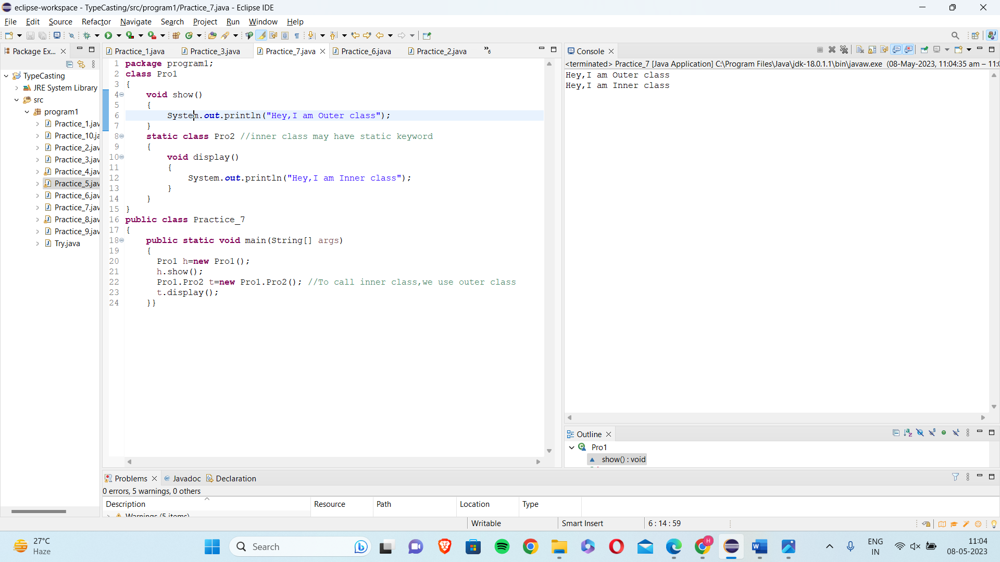 eclipse-workspace - TypeCasting/src/program1/Practice_7.java - Eclipse IDE
File Edit Source Refactor Navigate Search Project Run Window Help
Package Ex...
TypeCasting
JRE System Library
src
program1
Practice_1.jav
Practice_10.ja
Practice_2.jav
Practice_3.jav
Practice_4.jav
Practice_5.jav
Practice_6.jav
Practice_7.jav
Practice_8.jav
Practice_9.jav
Try.java
Practice_1.java Practice_3.java Practice_7.java Practice_6.java Practice_2.java »6
1 package program1;
2 class Pro1
3 {
4 void show()
5 {
6 System.out.println("Hey,I am Outer class");
7 }
8 static class Pro2 //inner class may have static keyword
9 {
10 void display()
11 {
12 System.out.println("Hey,I am Inner class");
13 }
14 }
15 }
16 public class Practice_7
17 {
18 public static void main(String[] args)
19 {
20 Pro1 h=new Pro1();
21 h.show();
22 Pro1.Pro2 t=new Pro1.Pro2(); //To call inner class,we use outer class
23 t.display();
24 }}
Console
<terminated> Practice_7 [Java Application] C:\Program Files\Java\jdk-18.0.1.1\bin\javaw.exe (08-May-2023, 11:04:35 am – 11:0
Hey,I am Outer class
Hey,I am Inner class
Outline
Pro1
show() : void
Problems @ Javadoc Declaration
0 errors, 5 warnings, 0 others
Description Resource Path Location Type
Warnings (5 items)
Writable Smart Insert 6 : 14 : 59
27°C
Haze
Search
H
ENG
IN
11:04
08-05-2023